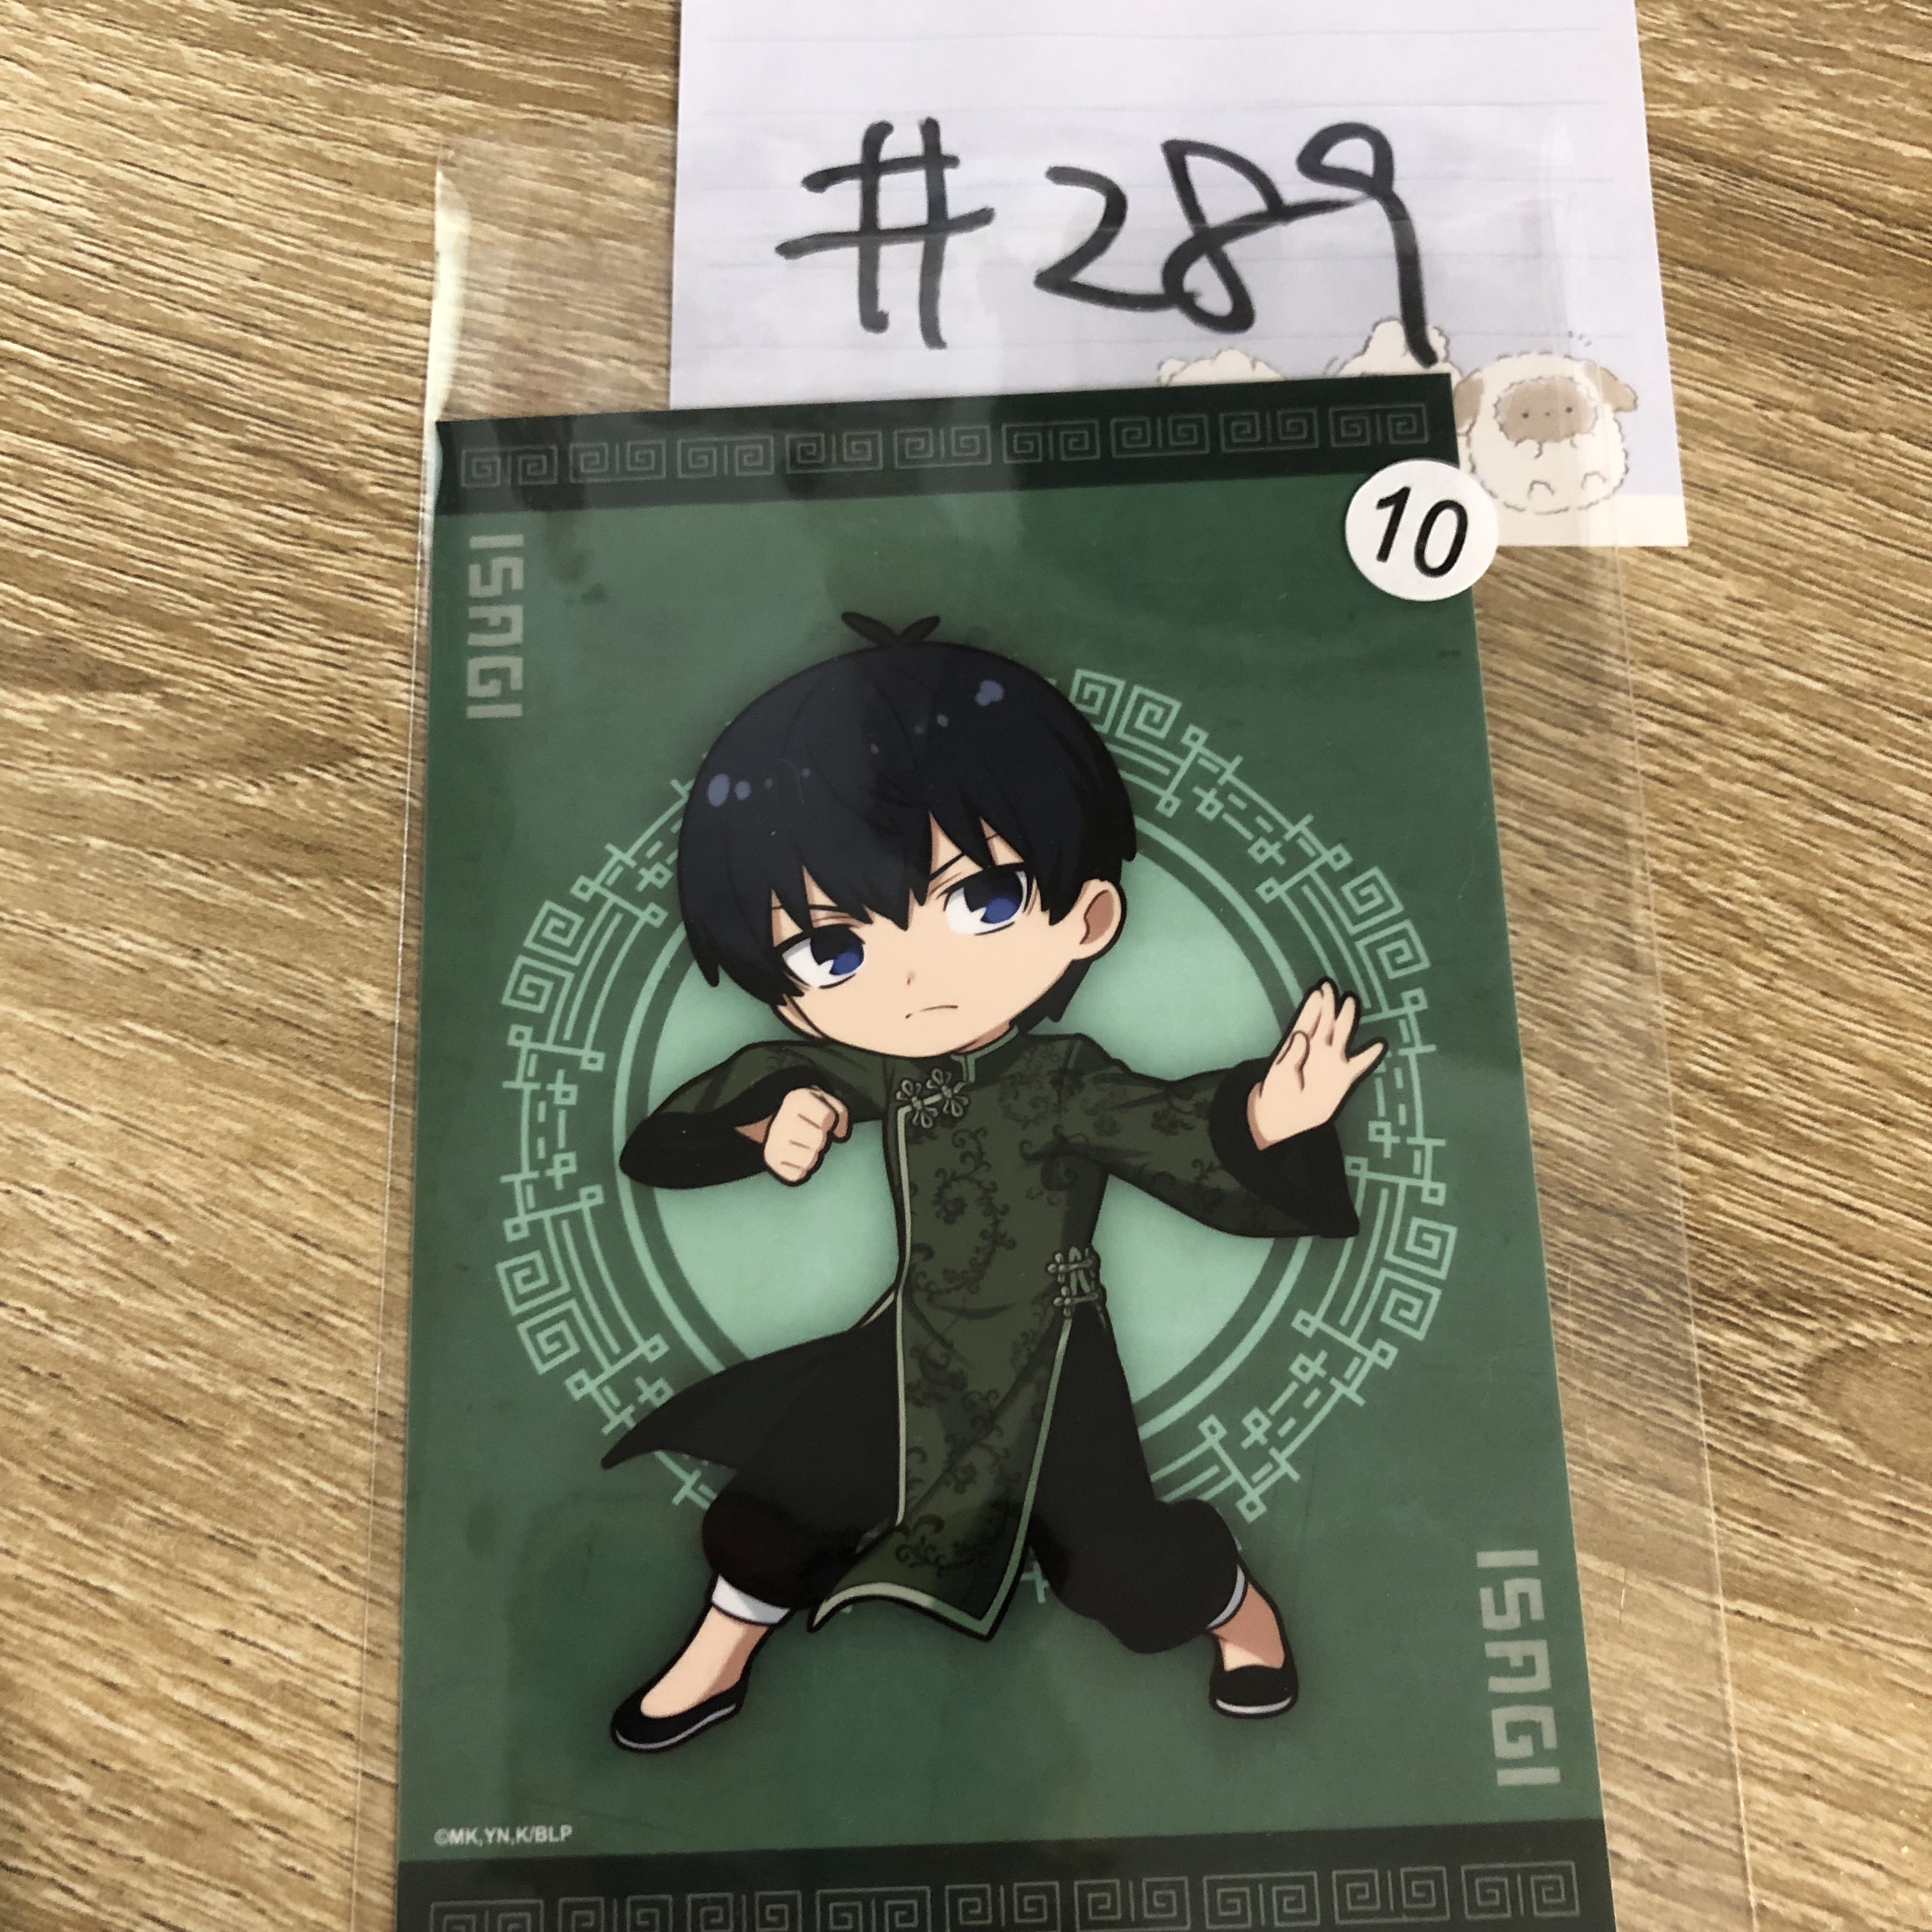 #289
10
ISAGI
ISAGI
©MK,YN,K/BLP